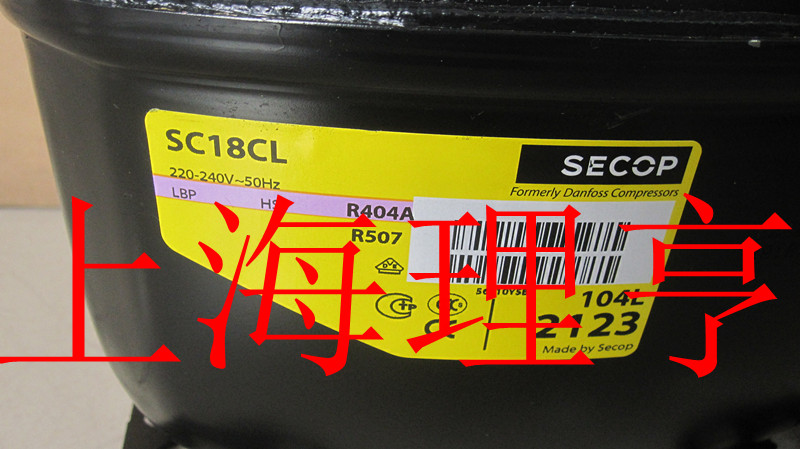 SC18CL
SECOP
220-240V~50Hz
Formerly Danfoss Compressors
LBP HS
R404A
R507
上海理亨
104L
2123
Made by Secop